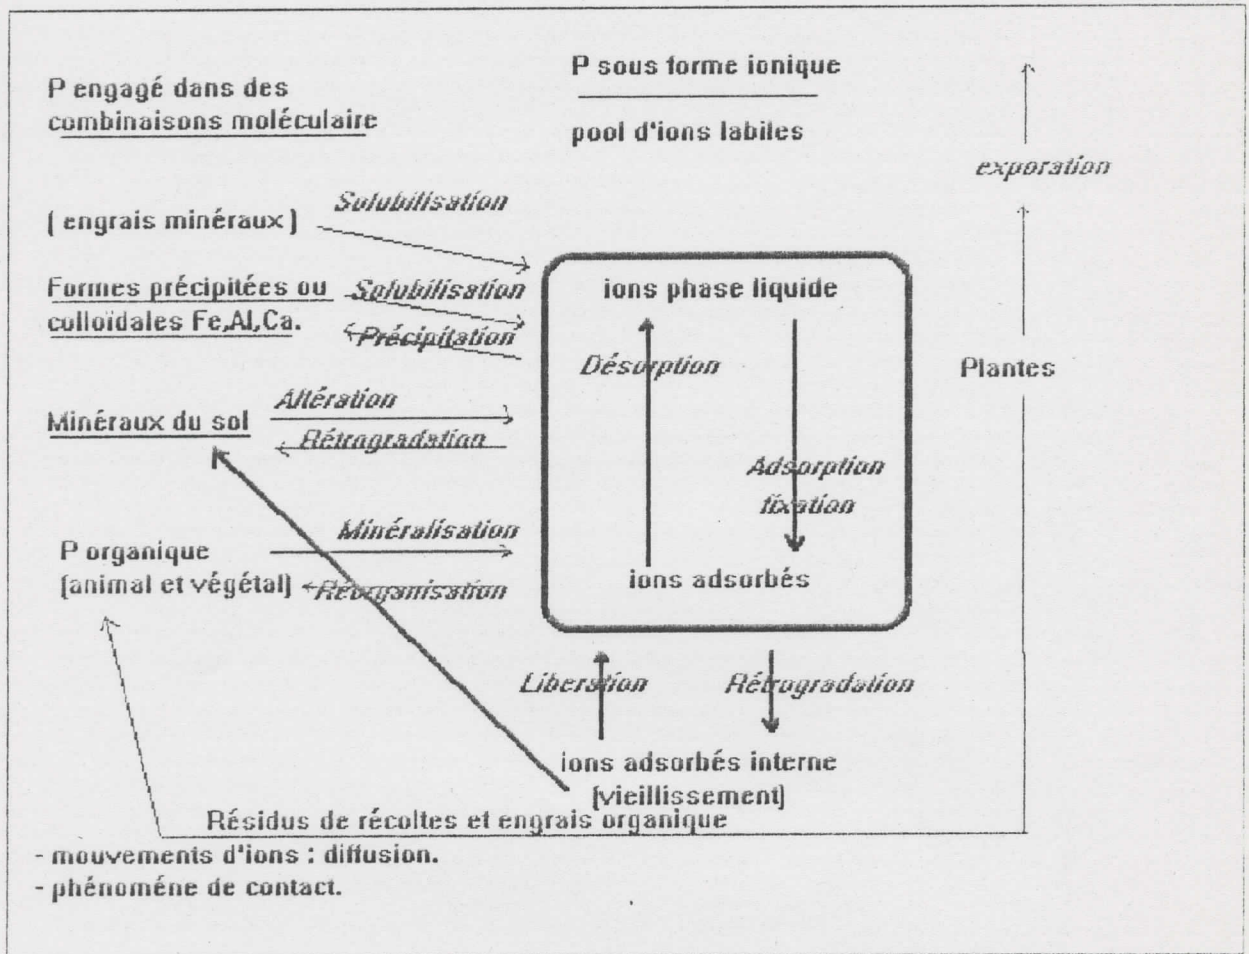 P engagé dans des
combinaisons moléculaire
P sous forme ionique
pool d'ions labiles
exporation
( engrais minéraux )
Solubilisation
Formes précipitées ou
colloïdales Fe,Al,Ca.
Solubilisation
Précipitation
ions phase liquide
Désorption
Plantes
Minéraux du sol
Altération
Rétrogradation
Adsorption
fixation
P organique
(animal et végétal)
Minéralisation
Réorganisation
ions adsorbés
Liberation
Rétrogradation
ions adsorbés interne
(vieillissement)
Résidus de récoltes et engrais organique
- mouvements d'ions : diffusion.
- phénoméne de contact.